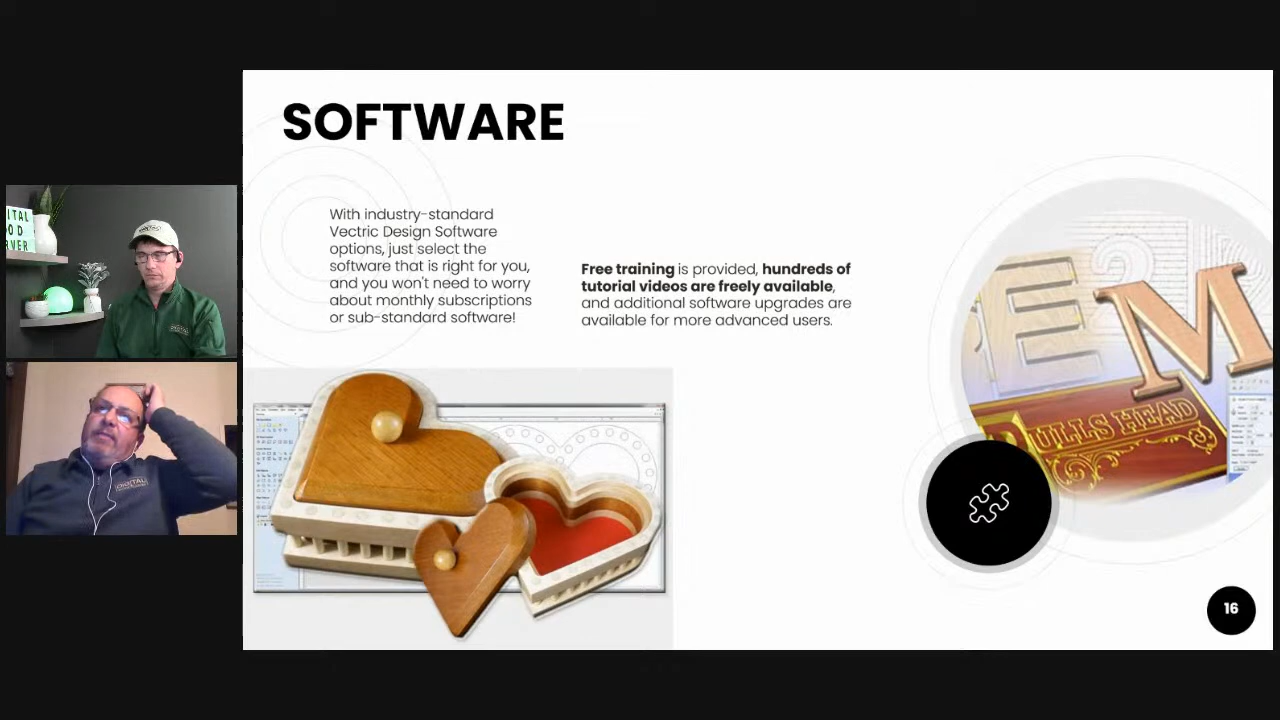 SOFTWARE
With industry-standard
Vectric Design Software
options, just select the
software that is right for you,
and you won't need to worry
about monthly subscriptions
or sub-standard software!
Free training is provided, hundreds of
tutorial videos are freely available,
and additional software upgrades are
available for more advanced users.
E M
BULLS HEAD
16
DIGITAL
DIGITAL